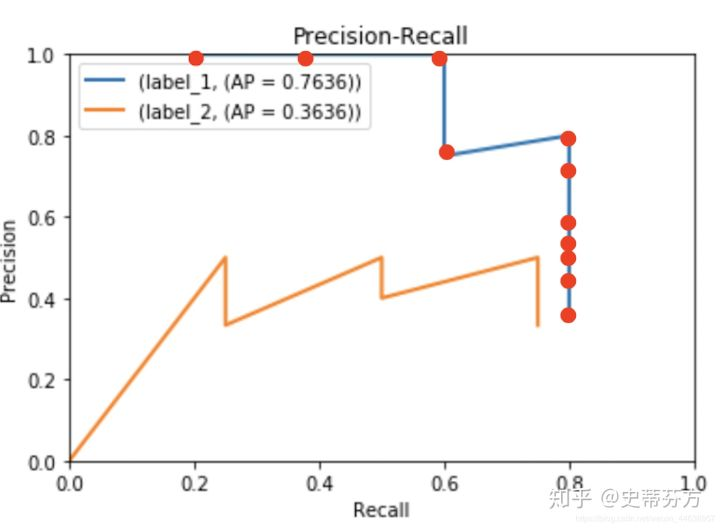 Precision-Recall
1.0
(label_1, (AP = 0.7636))
(label_2, (AP = 0.3636))
0.8
0.6
Precision
0.4
0.2
0.0
0.0 0.2 0.4 0.6 0.8 1.0
Recall
知乎 @史蒂芬方